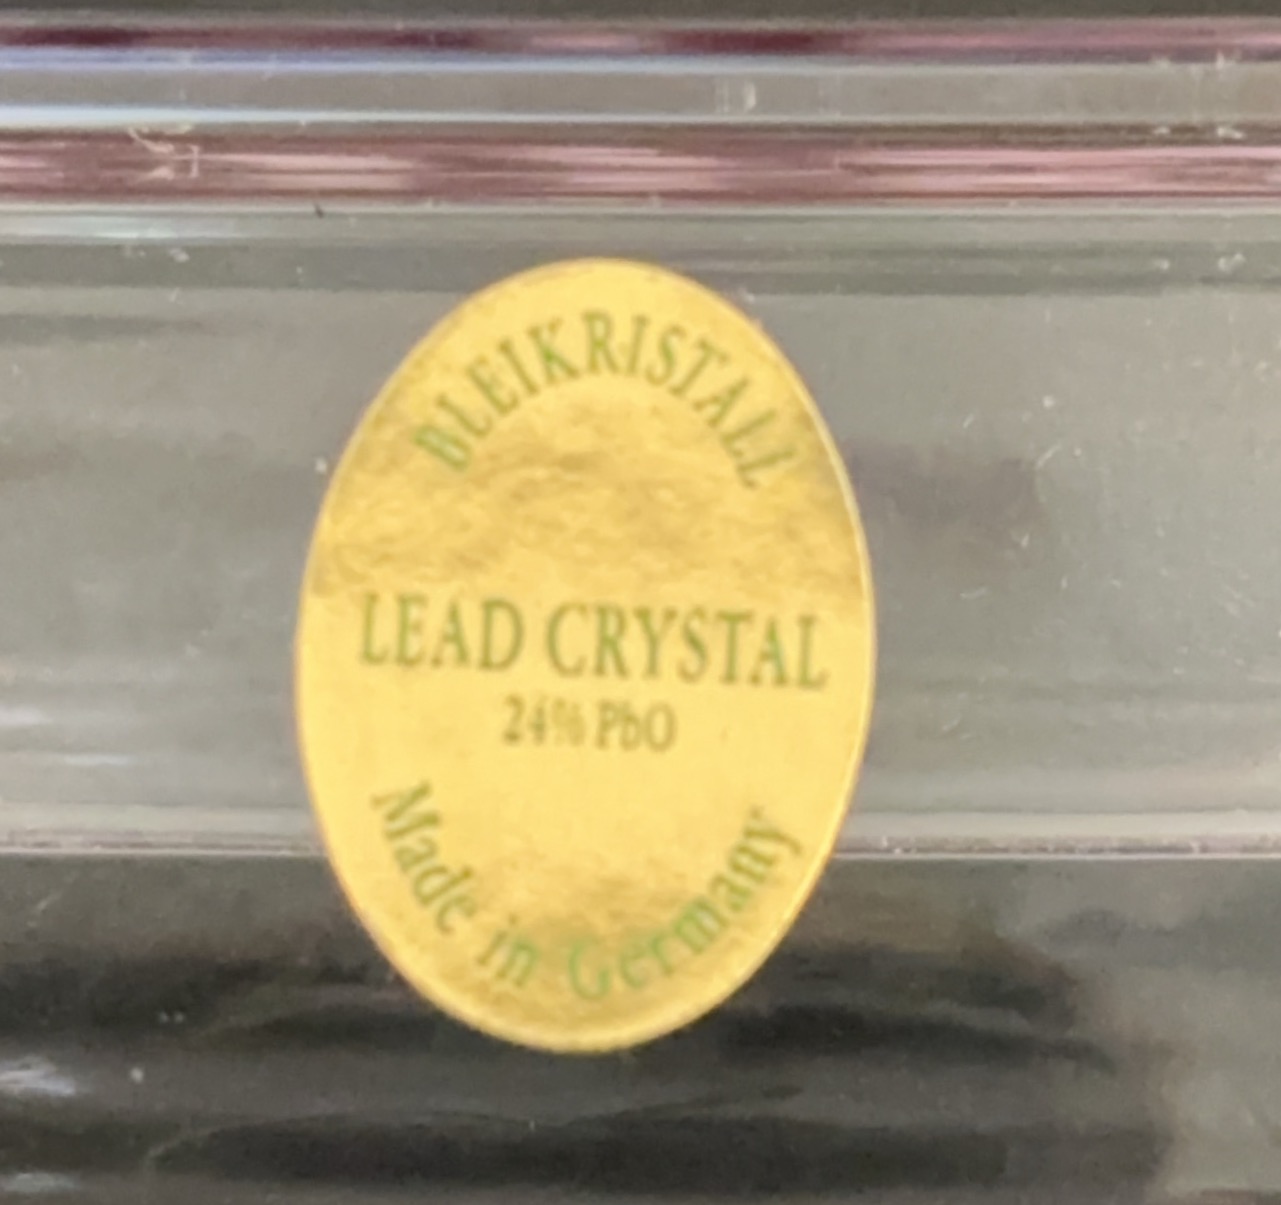 BLEIKRISTALL
LEAD CRYSTAL
24% PbO
Made in Germany